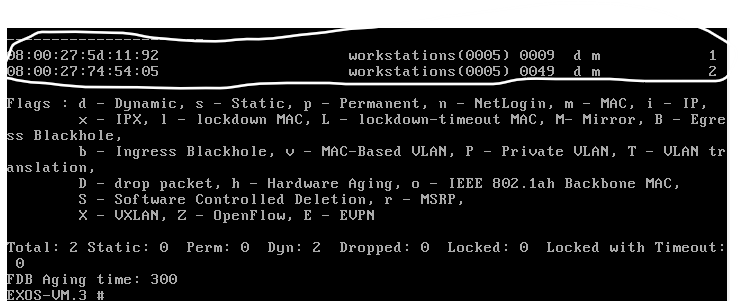 08:00:27:5d:11:92 workstations(0005) 0009 d m 1
08:00:27:74:54:05 workstations(0005) 0049 d m 2
Flags : d - Dynamic, s - Static, p - Permanent, n - NetLogin, m - MAC, i - IP,
x - IPX, l - lockdown MAC, L - lockdown-timeout MAC, M- Mirror, B - Egre
ss Blackhole,
b - Ingress Blackhole, v - MAC-Based VLAN, P - Private VLAN, T - VLAN tr
anslation,
D - drop packet, h - Hardware Aging, o - IEEE 802.1ah Backbone MAC,
S - Software Controlled Deletion, r - MSRP,
X - VXLAN, Z - OpenFlow, E - EVPN
Total: 2 Static: 0 Perm: 0 Dyn: 2 Dropped: 0 Locked: 0 Locked with Timeout:
0
FDB Aging time: 300
EXOS-VM.3 #